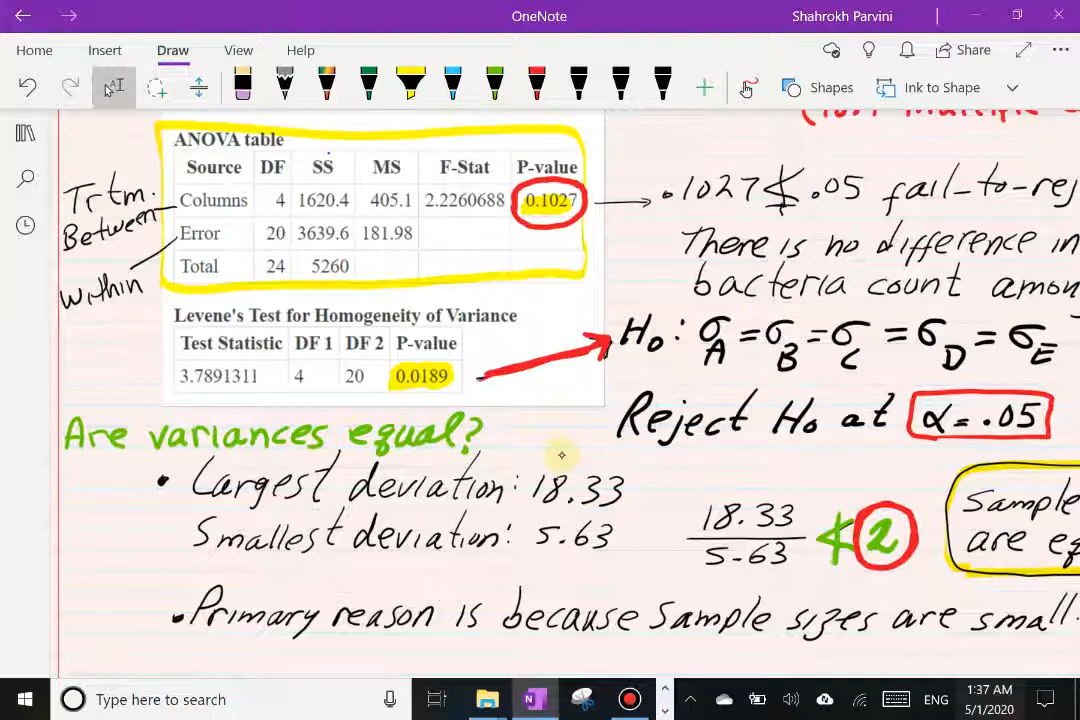 OneNote
Shahrokh Parvini
Home Insert Draw View Help
Share
Shapes
Ink to Shape
ANOVA table
Source DF SS MS F-Stat P-value
Columns 4 1620.4 405.1 2.2260688 0.1027
Error 20 3639.6 181.98
Total 24 5260
Trtm.
Between
Within
Levene's Test for Homogeneity of Variance
Test Statistic DF 1 DF 2 P-value
3.7891311 4 20 0.0189
.1027 ≮ .05 fail-to-rej
There is no difference in
bacteria count amon
Ho: σA = σB = σC = σD = σE
Reject Ho at α = .05
Are variances equal?
• Largest deviation: 18.33
Smallest deviation: 5.63
18.33
5.63
≮ 2
Sample
are eq
• Primary reason is because sample sizes are small.
Type here to search
ENG
1:37 AM
5/1/2020